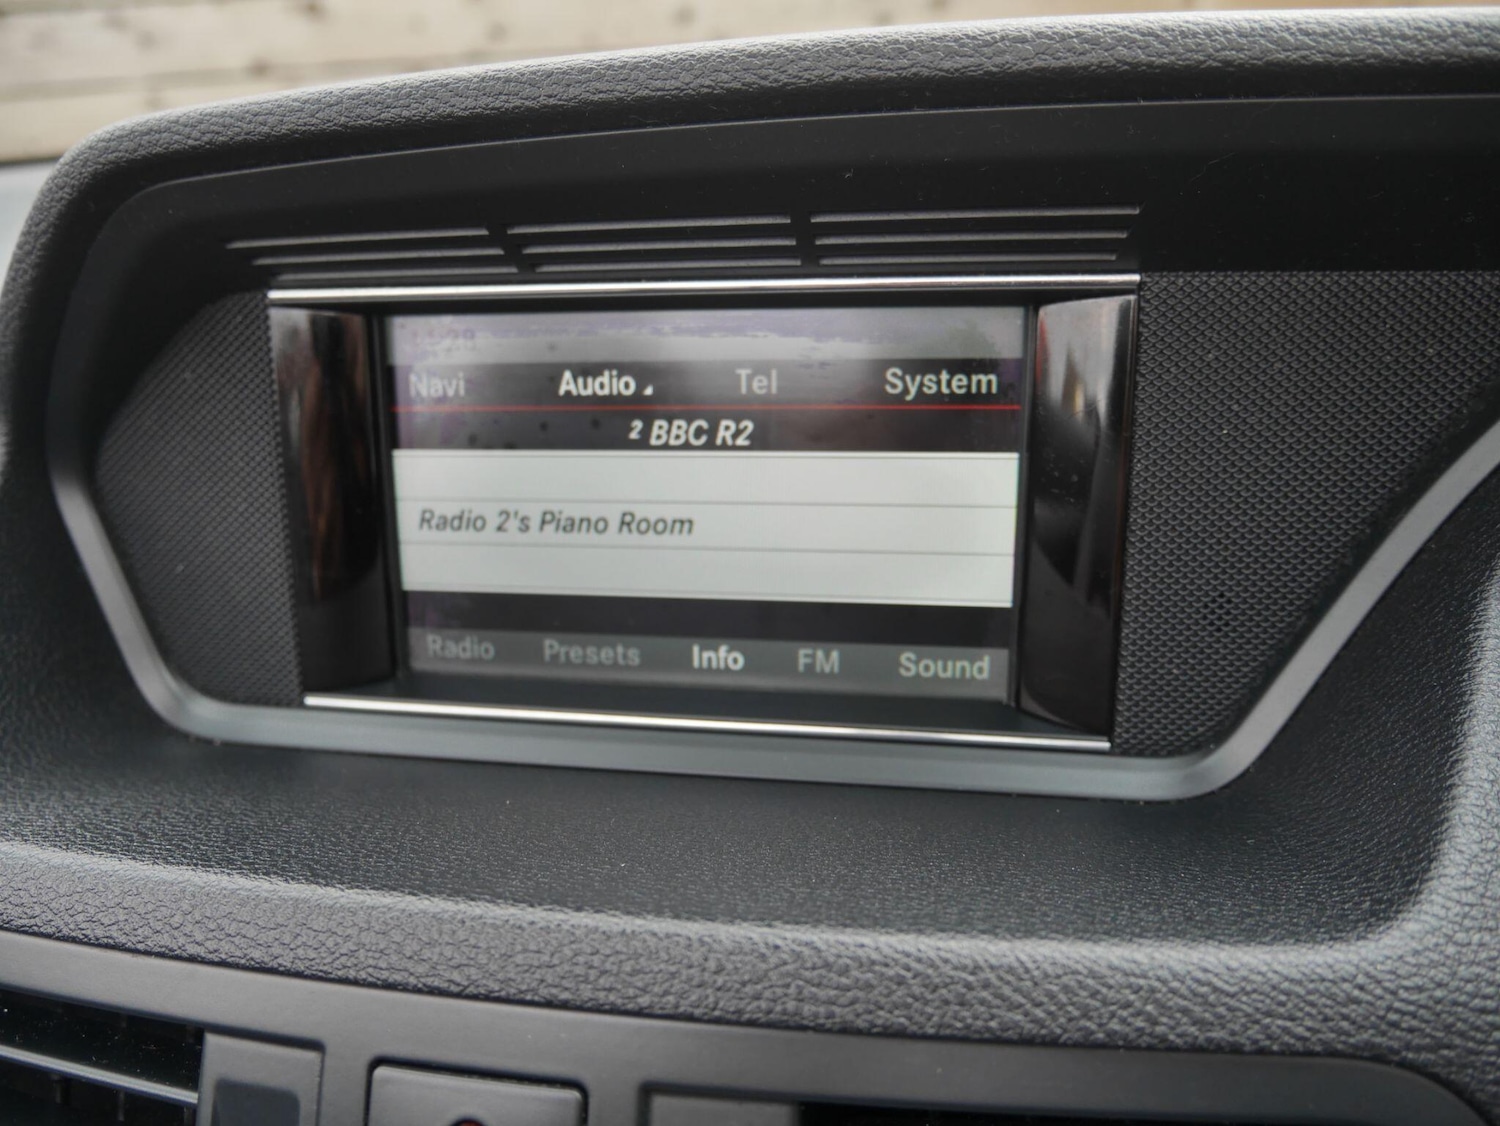 Navi Audio Tel System
2 BBC R2
Radio 2's Piano Room
Radio Presets Info FM Sound